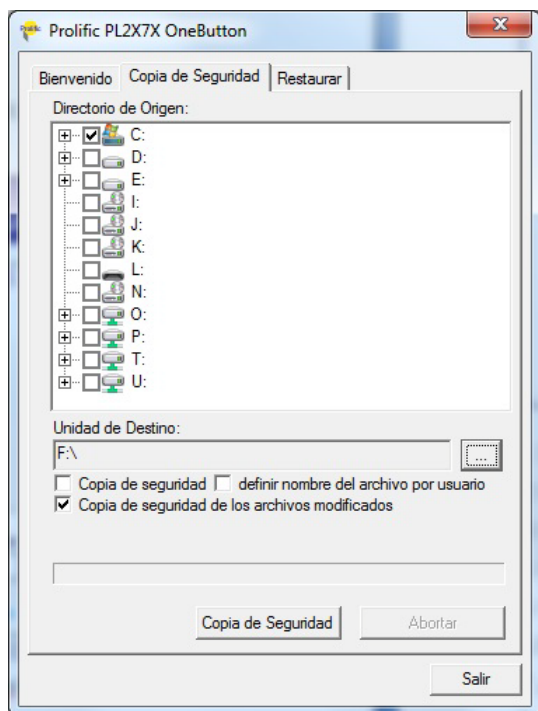 Prolific PL2X7X OneButton
Bienvenido Copia de Seguridad Restaurar
Directorio de Origen:
C:
D:
E:
I:
J:
K:
L:
N:
O:
P:
T:
U:
Unidad de Destino:
F:\ ...
Copia de seguridad definir nombre del archivo por usuario
Copia de seguridad de los archivos modificados
Copia de Seguridad Abortar
Salir